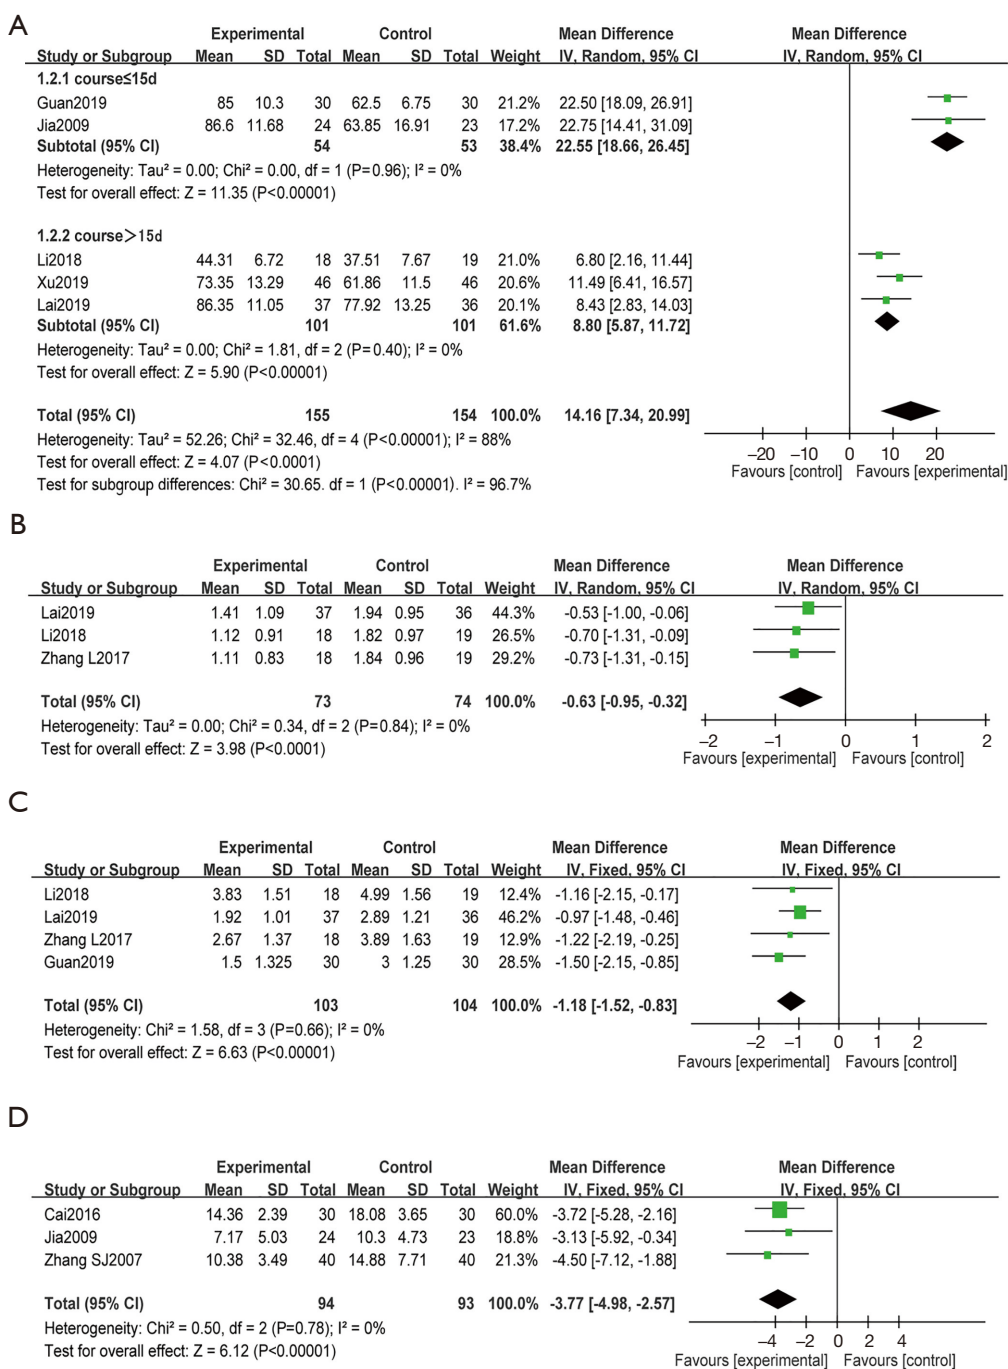 A
Experimental Control Mean Difference Mean Difference
Study or Subgroup Mean SD Total Mean SD Total Weight IV, Random, 95% CI IV, Random, 95% CI
1.2.1 course≤15d
Guan2019 85 10.3 30 62.5 6.75 30 21.2% 22.50 [18.09, 26.91]
Jia2009 86.6 11.68 24 63.85 16.91 23 17.2% 22.75 [14.41, 31.09]
Subtotal (95% CI) 54 53 38.4% 22.55 [18.66, 26.45]
Heterogeneity: Tau² = 0.00; Chi² = 0.00, df = 1 (P=0.96); I² = 0%
Test for overall effect: Z = 11.35 (P<0.00001)
1.2.2 course＞15d
Li2018 44.31 6.72 18 37.51 7.67 19 21.0% 6.80 [2.16, 11.44]
Xu2019 73.35 13.29 46 61.86 11.5 46 20.6% 11.49 [6.41, 16.57]
Lai2019 86.35 11.05 37 77.92 13.25 36 20.1% 8.43 [2.83, 14.03]
Subtotal (95% CI) 101 101 61.6% 8.80 [5.87, 11.72]
Heterogeneity: Tau² = 0.00; Chi² = 1.81, df = 2 (P=0.40); I² = 0%
Test for overall effect: Z = 5.90 (P<0.00001)
Total (95% CI) 155 154 100.0% 14.16 [7.34, 20.99]
Heterogeneity: Tau² = 52.26; Chi² = 32.46, df = 4 (P<0.00001); I² = 88%
Test for overall effect: Z = 4.07 (P<0.0001)
Test for subgroup differences: Chi² = 30.65. df = 1 (P<0.00001). I² = 96.7%
−20 −10 0 10 20
Favours [control] Favours [experimental]
B
Experimental Control Mean Difference Mean Difference
Study or Subgroup Mean SD Total Mean SD Total Weight IV, Random, 95% CI IV, Random, 95% CI
Lai2019 1.41 1.09 37 1.94 0.95 36 44.3% -0.53 [-1.00, -0.06]
Li2018 1.12 0.91 18 1.82 0.97 19 26.5% -0.70 [-1.31, -0.09]
Zhang L2017 1.11 0.83 18 1.84 0.96 19 29.2% -0.73 [-1.31, -0.15]
Total (95% CI) 73 74 100.0% -0.63 [-0.95, -0.32]
Heterogeneity: Tau² = 0.00; Chi² = 0.34, df = 2 (P=0.84); I² = 0%
Test for overall effect: Z = 3.98 (P<0.0001)
−2 −1 0 1 2
Favours [experimental] Favours [control]
C
Experimental Control Mean Difference Mean Difference
Study or Subgroup Mean SD Total Mean SD Total Weight IV, Fixed, 95% CI IV, Fixed, 95% CI
Li2018 3.83 1.51 18 4.99 1.56 19 12.4% -1.16 [-2.15, -0.17]
Lai2019 1.92 1.01 37 2.89 1.21 36 46.2% -0.97 [-1.48, -0.46]
Zhang L2017 2.67 1.37 18 3.89 1.63 19 12.9% -1.22 [-2.19, -0.25]
Guan2019 1.5 1.325 30 3 1.25 30 28.5% -1.50 [-2.15, -0.85]
Total (95% CI) 103 104 100.0% -1.18 [-1.52, -0.83]
Heterogeneity: Chi² = 1.58, df = 3 (P=0.66); I² = 0%
Test for overall effect: Z = 6.63 (P<0.00001)
−2 −1 0 1 2
Favours [experimental] Favours [control]
D
Experimental Control Mean Difference Mean Difference
Study or Subgroup Mean SD Total Mean SD Total Weight IV, Fixed, 95% CI IV, Fixed, 95% CI
Cai2016 14.36 2.39 30 18.08 3.65 30 60.0% -3.72 [-5.28, -2.16]
Jia2009 7.17 5.03 24 10.3 4.73 23 18.8% -3.13 [-5.92, -0.34]
Zhang SJ2007 10.38 3.49 40 14.88 7.71 40 21.3% -4.50 [-7.12, -1.88]
Total (95% CI) 94 93 100.0% -3.77 [-4.98, -2.57]
Heterogeneity: Chi² = 0.50, df = 2 (P=0.78); I² = 0%
Test for overall effect: Z = 6.12 (P<0.00001)
−4 −2 0 2 4
Favours [experimental] Favours [control]